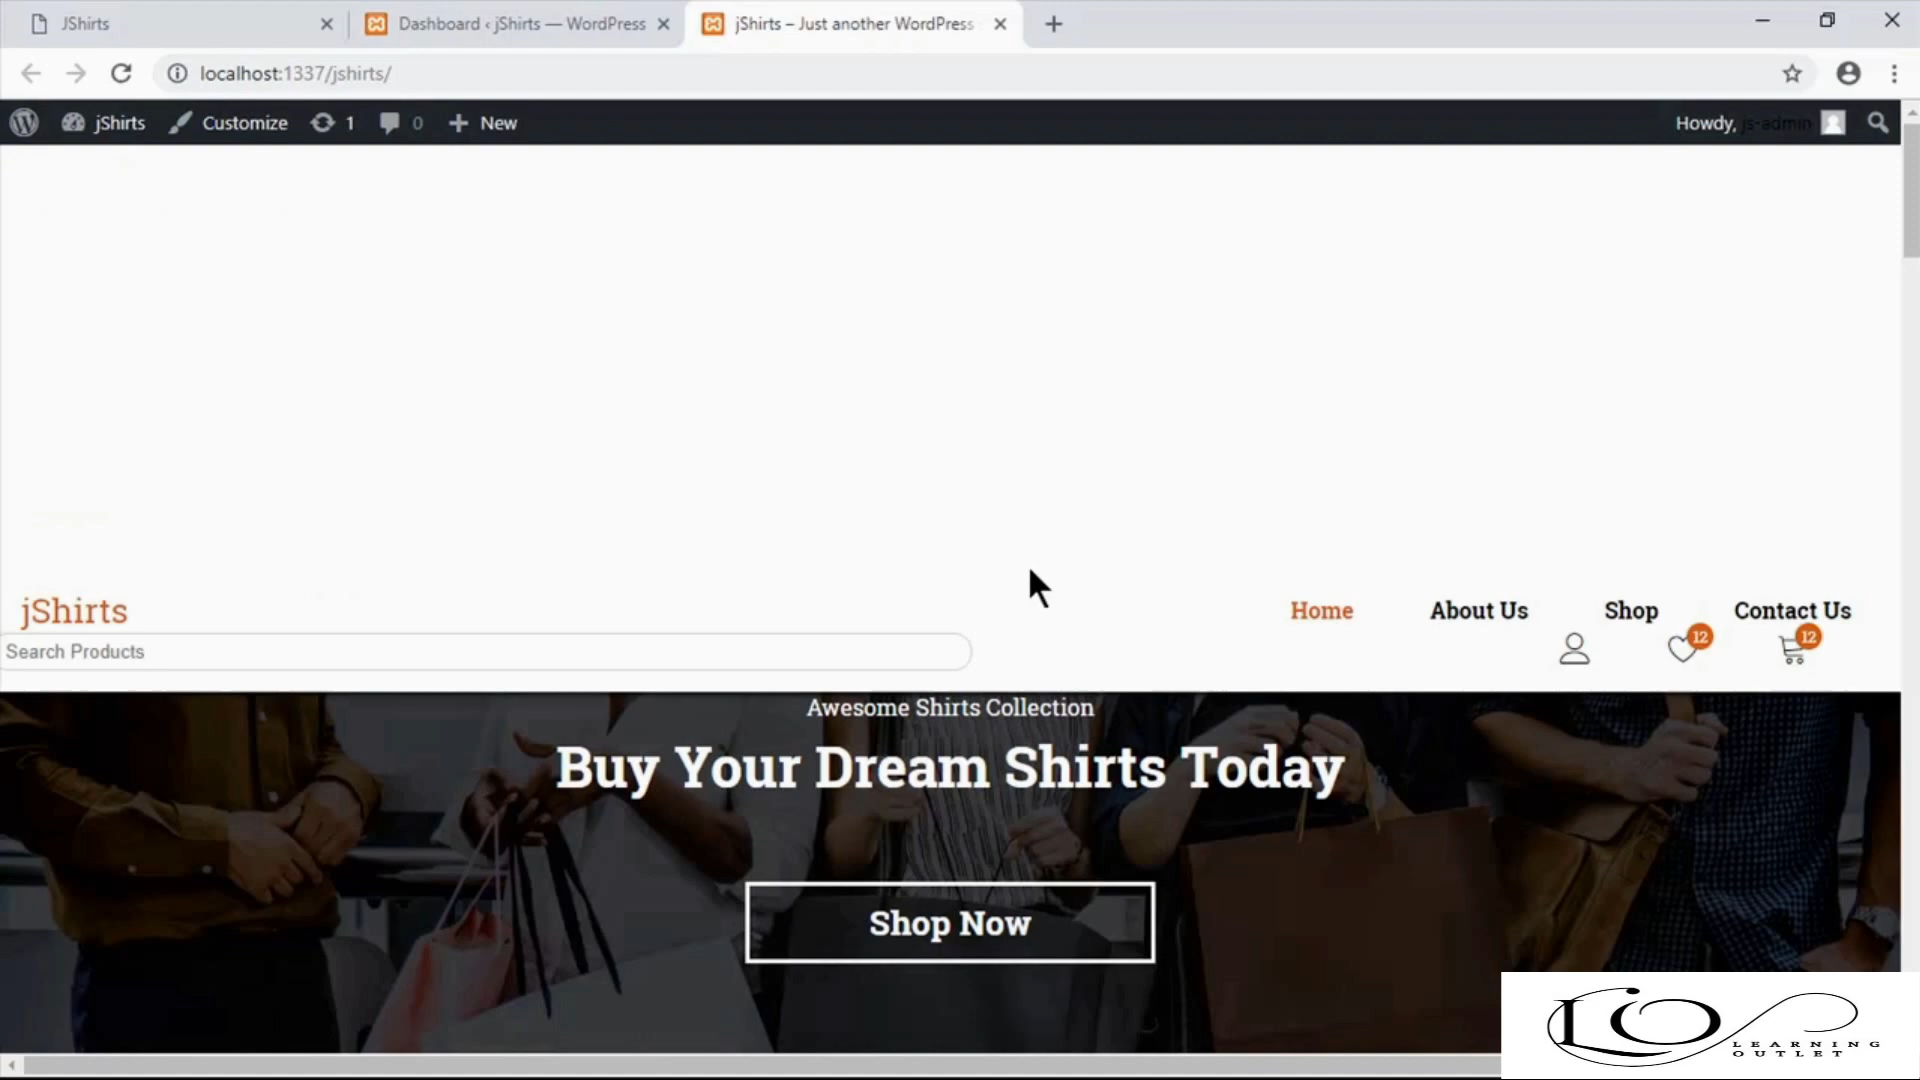 JShirts
Dashboard ‹ jShirts — WordPress
jShirts – Just another WordPress
localhost:1337/jshirts/
jShirts
Customize
1
0
New
Howdy, js-admin
jShirts
Home
About Us
Shop
Contact Us
Search Products
12
12
Awesome Shirts Collection
Buy Your Dream Shirts Today
Shop Now
LO
LEARNING
OUTLET